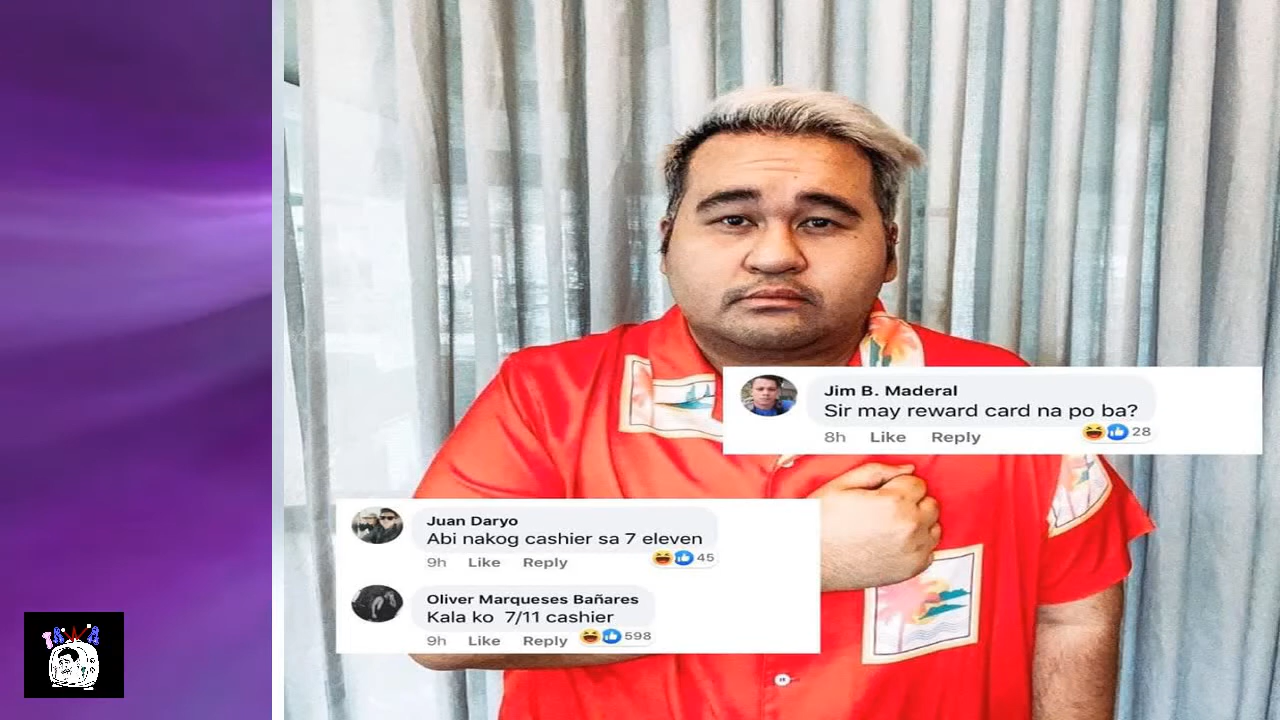 Jim B. Maderal
Sir may reward card na po ba?
8h Like Reply 28
Juan Daryo
Abi nakog cashier sa 7 eleven
9h Like Reply 45
Oliver Marqueses Bañares
Kala ko 7/11 cashier
9h Like Reply 598
TAWA